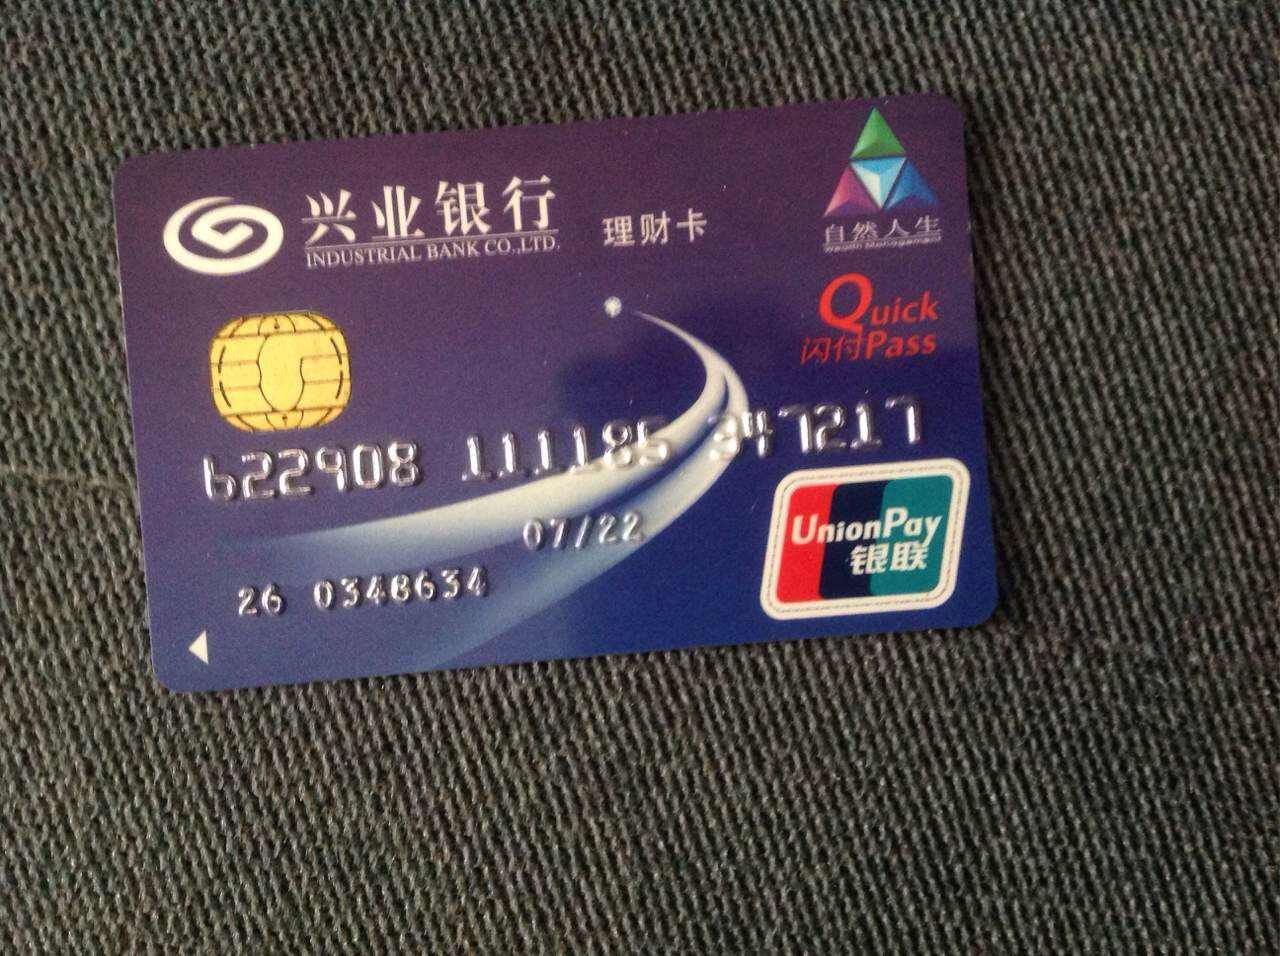 兴业银行
INDUSTRIAL BANK CO.,LTD.
理财卡
自然人生
Wealth Management
Quick
闪付Pass
622908 111185 347217
07/22
UnionPay
银联
26 0348634